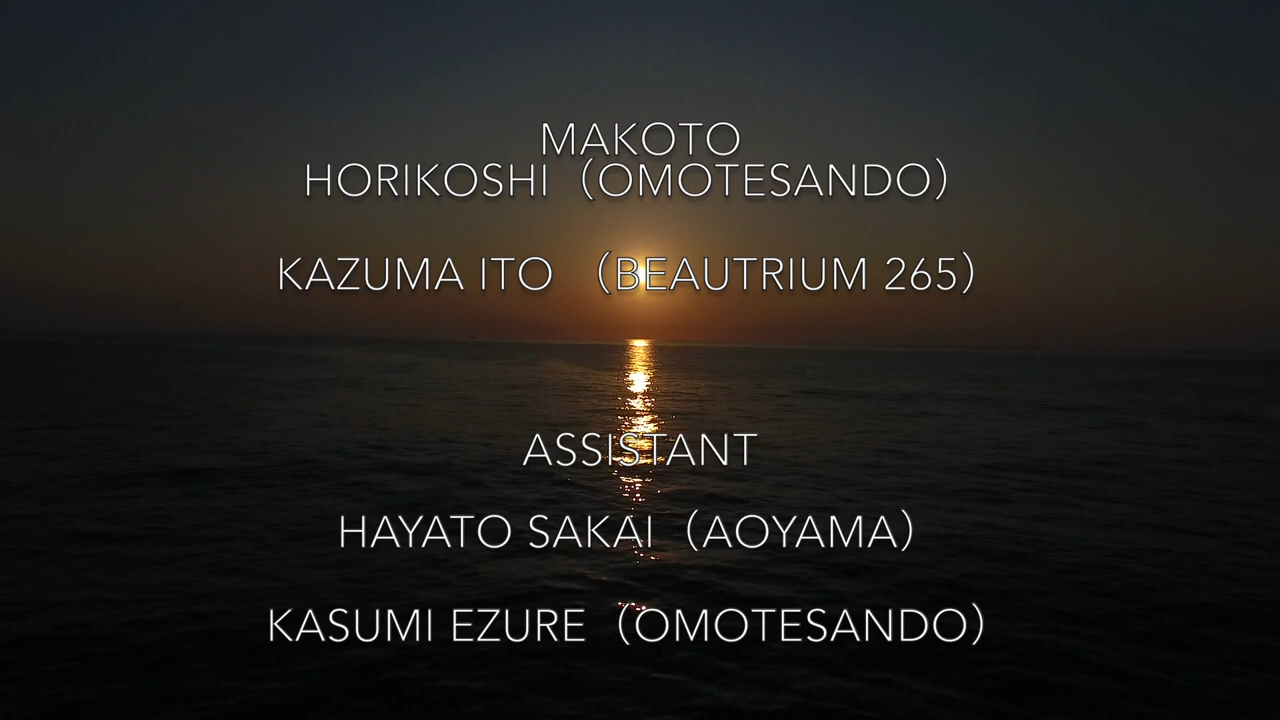 MAKOTO
HORIKOSHI（OMOTESANDO）
KAZUMA ITO （BEAUTRIUM 265）
ASSISTANT
HAYATO SAKAI（AOYAMA）
KASUMI EZURE（OMOTESANDO）